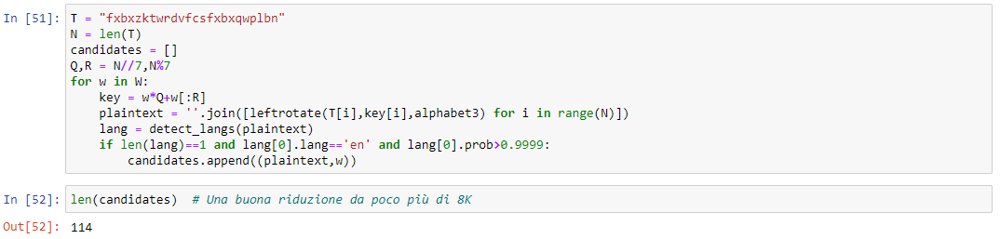 In [51]: T = "fxbxzktwrdvfcsfxbxqwplbn"
N = len(T)
candidates = []
Q,R = N//7,N%7
for w in W:
    key = w*Q+w[:R]
    plaintext = ''.join([leftrotate(T[i],key[i],alphabet3) for i in range(N)])
    lang = detect_langs(plaintext)
    if len(lang)==1 and lang[0].lang=='en' and lang[0].prob>0.9999:
        candidates.append((plaintext,w))
In [52]: len(candidates)  # Una buona riduzione da poco più di 8K
Out[52]: 114